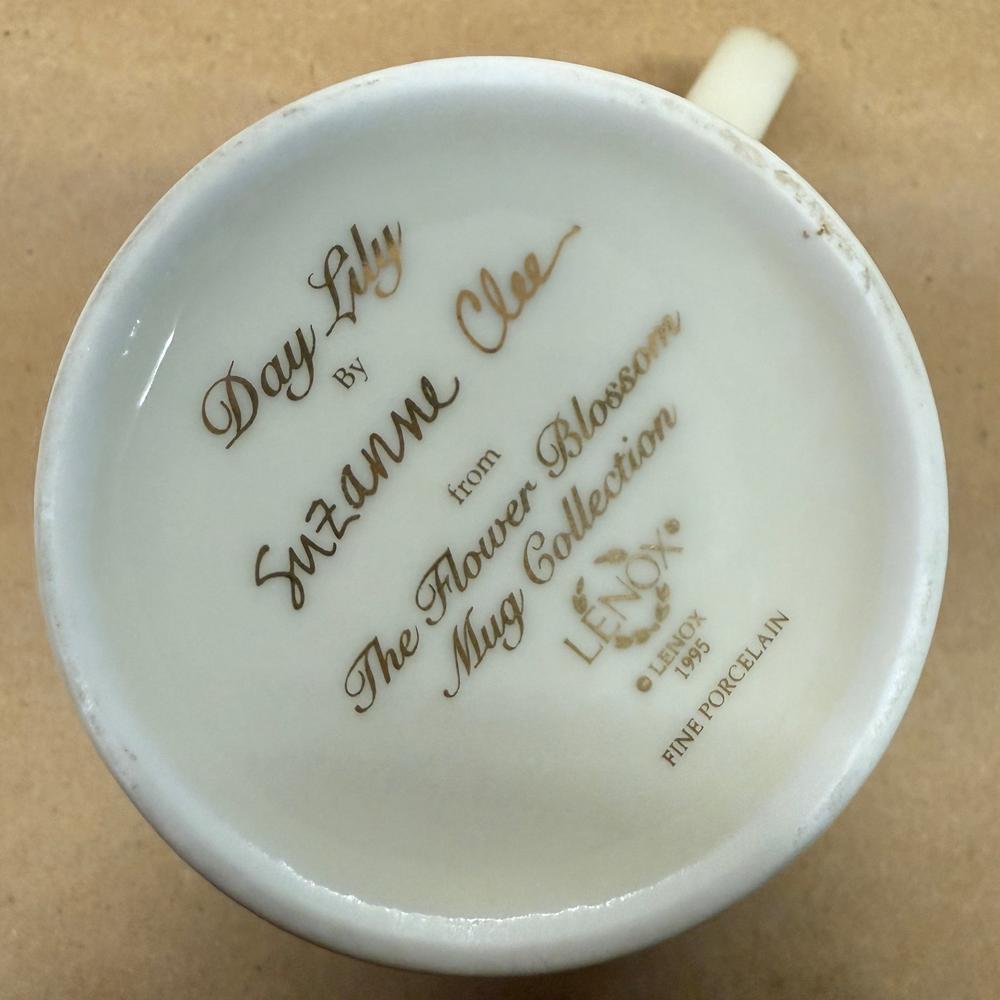 Day Lily
By
Suzanne Clee
from
The Flower Blossom
Mug Collection
LENOX®
© LENOX
1995
FINE PORCELAIN